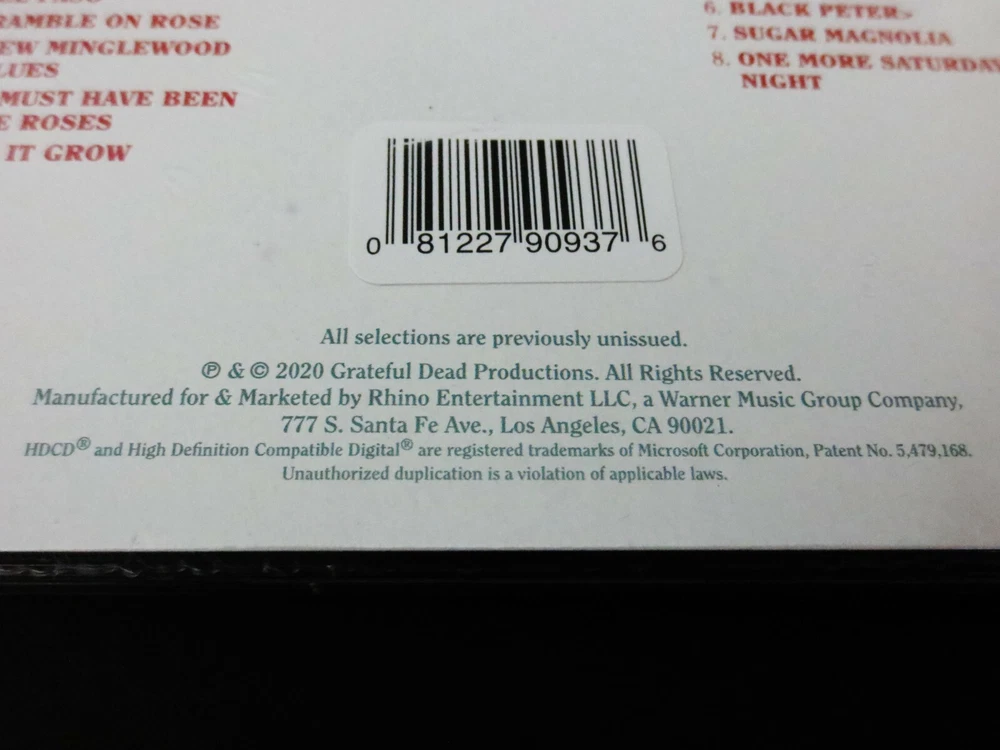 RAMBLE ON ROSE
EW MINGLEWOOD
LUES
MUST HAVE BEEN
E ROSES
IT GROW
6. BLACK PETER>
7. SUGAR MAGNOLIA
8. ONE MORE SATURDAY
NIGHT
0 81227 90937 6
All selections are previously unissued.
℗ & © 2020 Grateful Dead Productions. All Rights Reserved.
Manufactured for & Marketed by Rhino Entertainment LLC, a Warner Music Group Company,
777 S. Santa Fe Ave., Los Angeles, CA 90021.
HDCD® and High Definition Compatible Digital® are registered trademarks of Microsoft Corporation, Patent No. 5,479,168.
Unauthorized duplication is a violation of applicable laws.